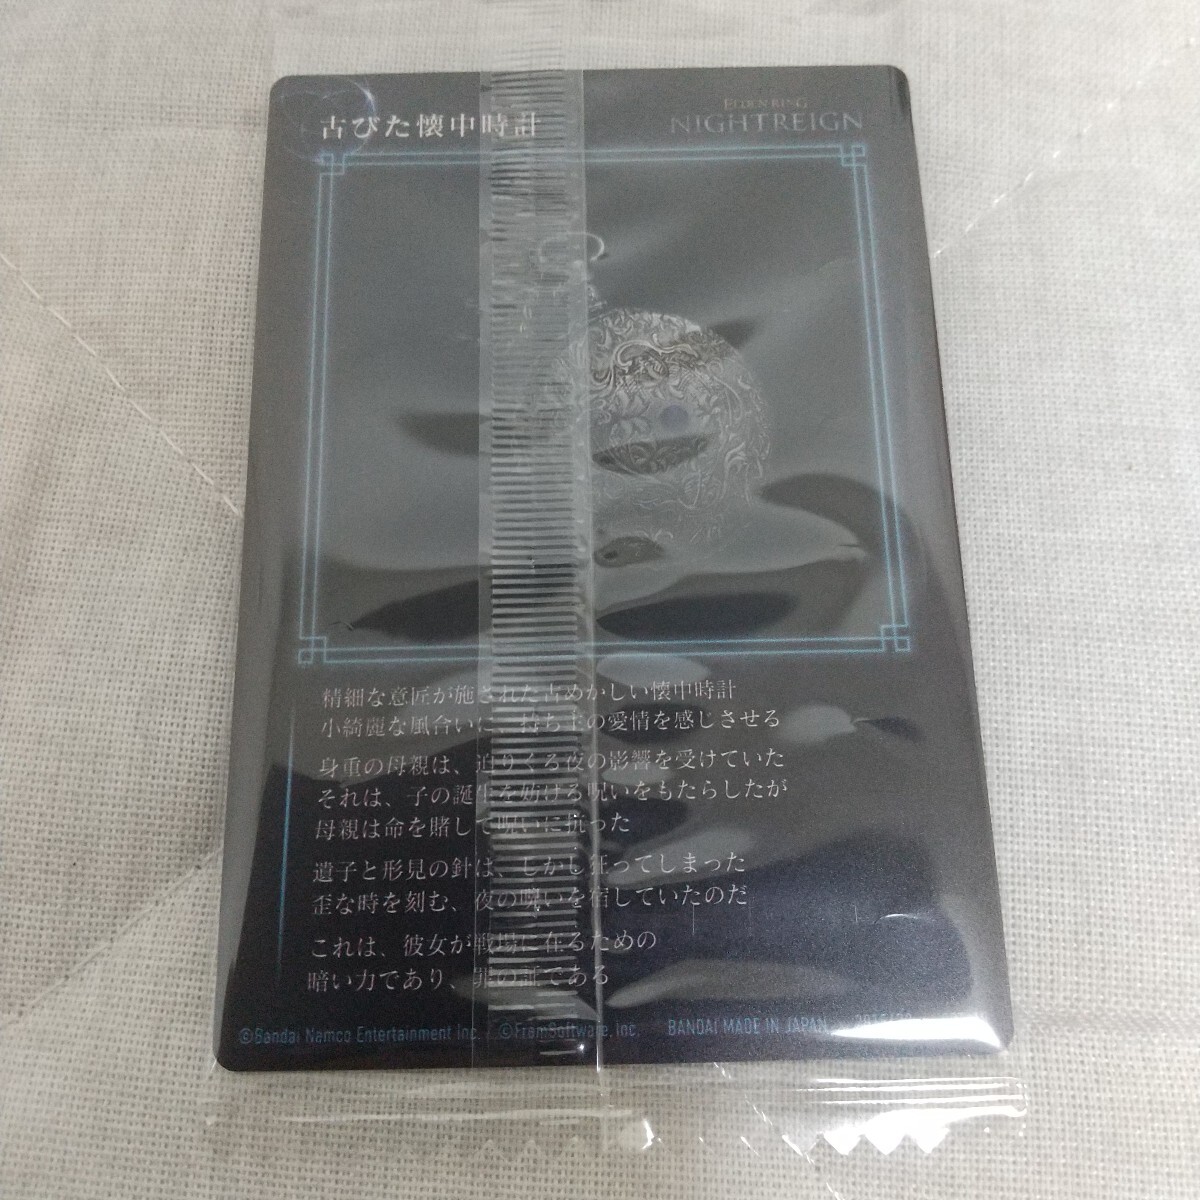 古びた懐中時計
ELDEN RING
NIGHTREIGN
精細な意匠が施された古めかしい懐中時計
小綺麗な風合いに、持ち主の愛情を感じさせる
身重の母親は、迫りくる夜の影響を受けていた
それは、子の誕生を妨げる呪いをもたらしたが
母親は命を賭して呪いに抗った
遺子と形見の針は、しかし狂ってしまった
歪な時を刻む、夜の呪いを宿していたのだ
これは、彼女が戦場に在るための
暗い力であり、罪の証である
©Bandai Namco Entertainment Inc. / ©FromSoftware, Inc. BANDAI MADE IN JAPAN